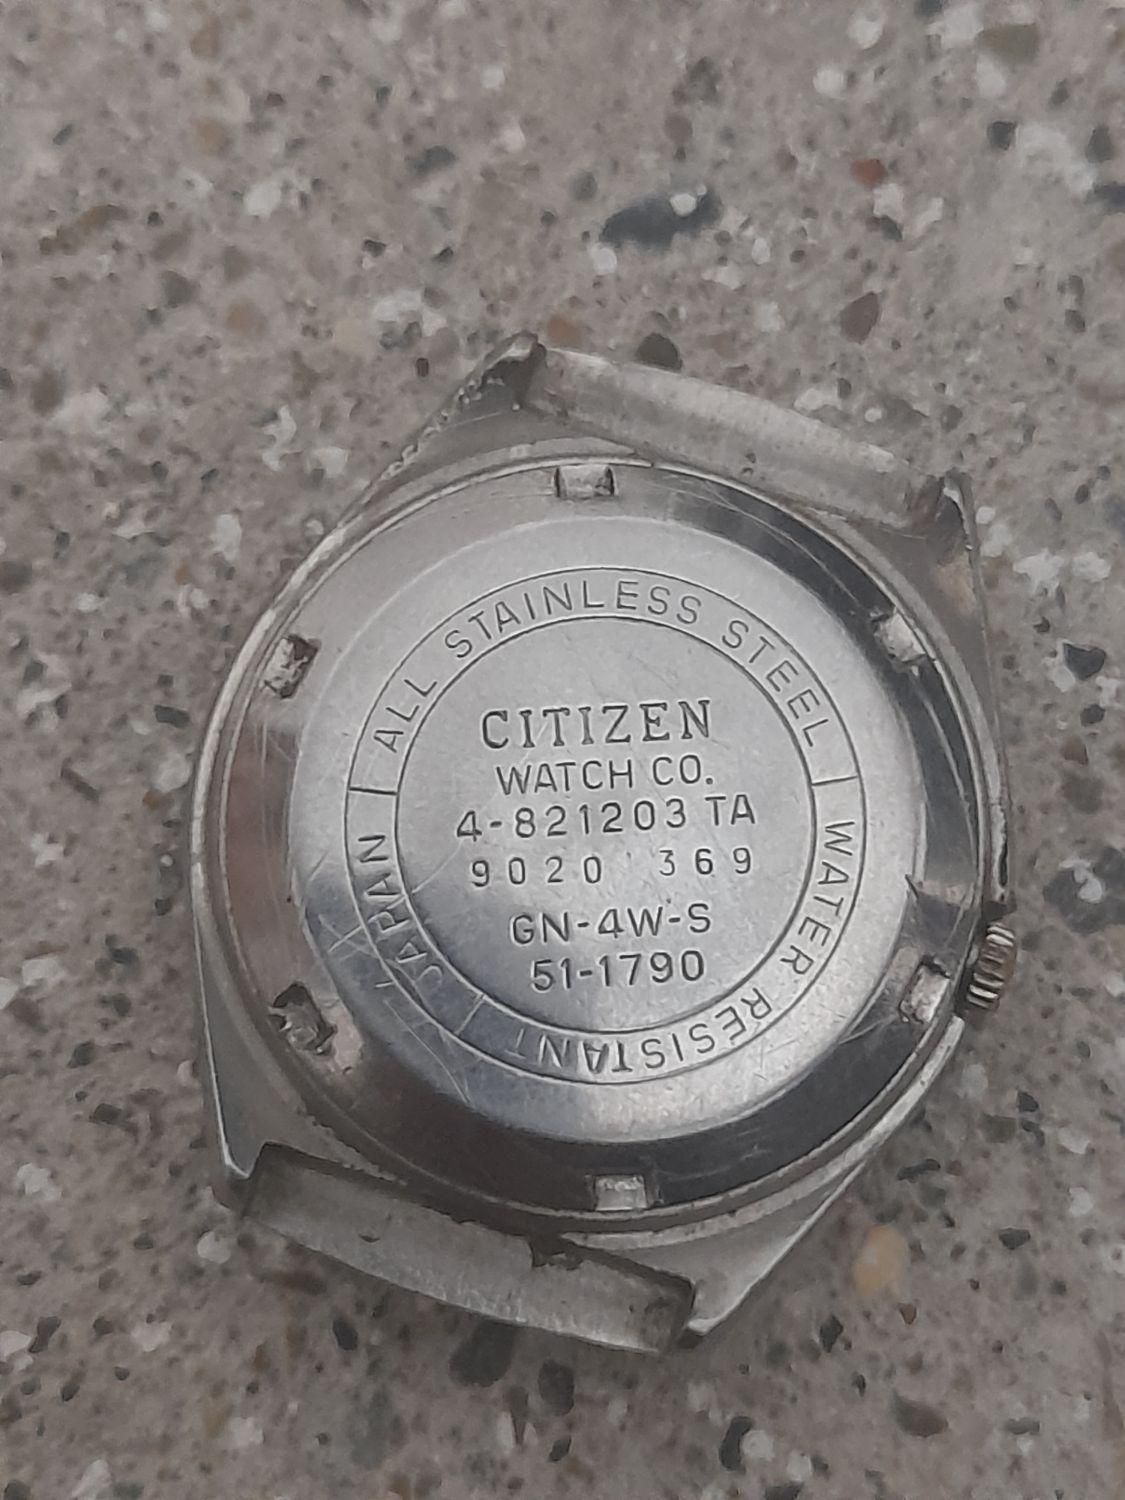 ALL STAINLESS STEEL
WATER RESISTANT
JAPAN
CITIZEN
WATCH CO.
4-821203 TA
9020 369
GN-4W-S
51-1790